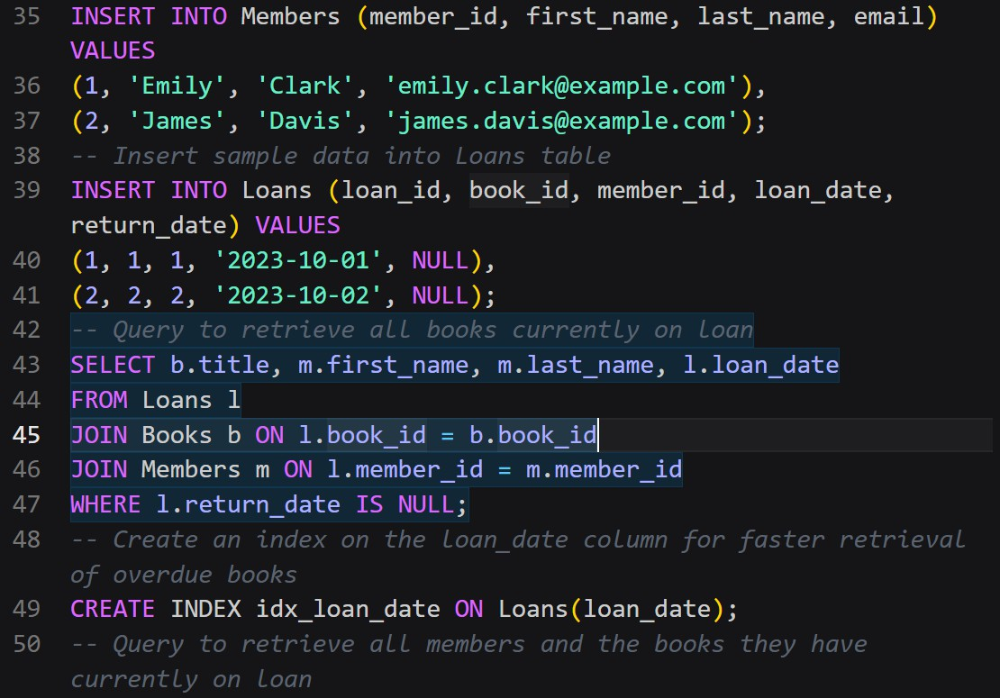 35 INSERT INTO Members (member_id, first_name, last_name, email)
VALUES
36 (1, 'Emily', 'Clark', 'emily.clark@example.com'),
37 (2, 'James', 'Davis', 'james.davis@example.com');
38 -- Insert sample data into Loans table
39 INSERT INTO Loans (loan_id, book_id, member_id, loan_date,
return_date) VALUES
40 (1, 1, 1, '2023-10-01', NULL),
41 (2, 2, 2, '2023-10-02', NULL);
42 -- Query to retrieve all books currently on loan
43 SELECT b.title, m.first_name, m.last_name, l.loan_date
44 FROM Loans l
45 JOIN Books b ON l.book_id = b.book_id
46 JOIN Members m ON l.member_id = m.member_id
47 WHERE l.return_date IS NULL;
48 -- Create an index on the loan_date column for faster retrieval
of overdue books
49 CREATE INDEX idx_loan_date ON Loans(loan_date);
50 -- Query to retrieve all members and the books they have
currently on loan